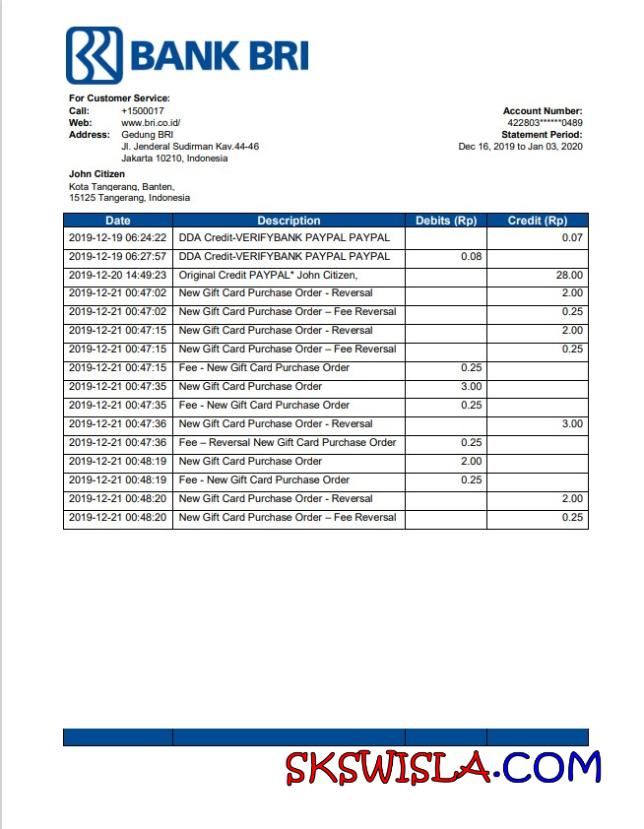 BANK BRI
For Customer Service:
Call: +1500017
Web: www.bri.co.id/
Address: Gedung BRI
Jl. Jenderal Sudirman Kav.44-46
Jakarta 10210, Indonesia
Account Number:
422803******0489
Statement Period:
Dec 16, 2019 to Jan 03, 2020
John Citizen
Kota Tangerang, Banten,
15125 Tangerang, Indonesia
Date Description Debits (Rp) Credit (Rp)
2019-12-19 06:24:22 DDA Credit-VERIFYBANK PAYPAL PAYPAL 0.07
2019-12-19 06:27:57 DDA Credit-VERIFYBANK PAYPAL PAYPAL 0.08
2019-12-20 14:49:23 Original Credit PAYPAL* John Citizen, 28.00
2019-12-21 00:47:02 New Gift Card Purchase Order - Reversal 2.00
2019-12-21 00:47:02 New Gift Card Purchase Order – Fee Reversal 0.25
2019-12-21 00:47:15 New Gift Card Purchase Order - Reversal 2.00
2019-12-21 00:47:15 New Gift Card Purchase Order – Fee Reversal 0.25
2019-12-21 00:47:15 Fee - New Gift Card Purchase Order 0.25
2019-12-21 00:47:35 New Gift Card Purchase Order 3.00
2019-12-21 00:47:35 Fee - New Gift Card Purchase Order 0.25
2019-12-21 00:47:36 New Gift Card Purchase Order - Reversal 3.00
2019-12-21 00:47:36 Fee – Reversal New Gift Card Purchase Order 0.25
2019-12-21 00:48:19 New Gift Card Purchase Order 2.00
2019-12-21 00:48:19 Fee - New Gift Card Purchase Order 0.25
2019-12-21 00:48:20 New Gift Card Purchase Order - Reversal 2.00
2019-12-21 00:48:20 New Gift Card Purchase Order – Fee Reversal 0.25
SKSWISLA.COM